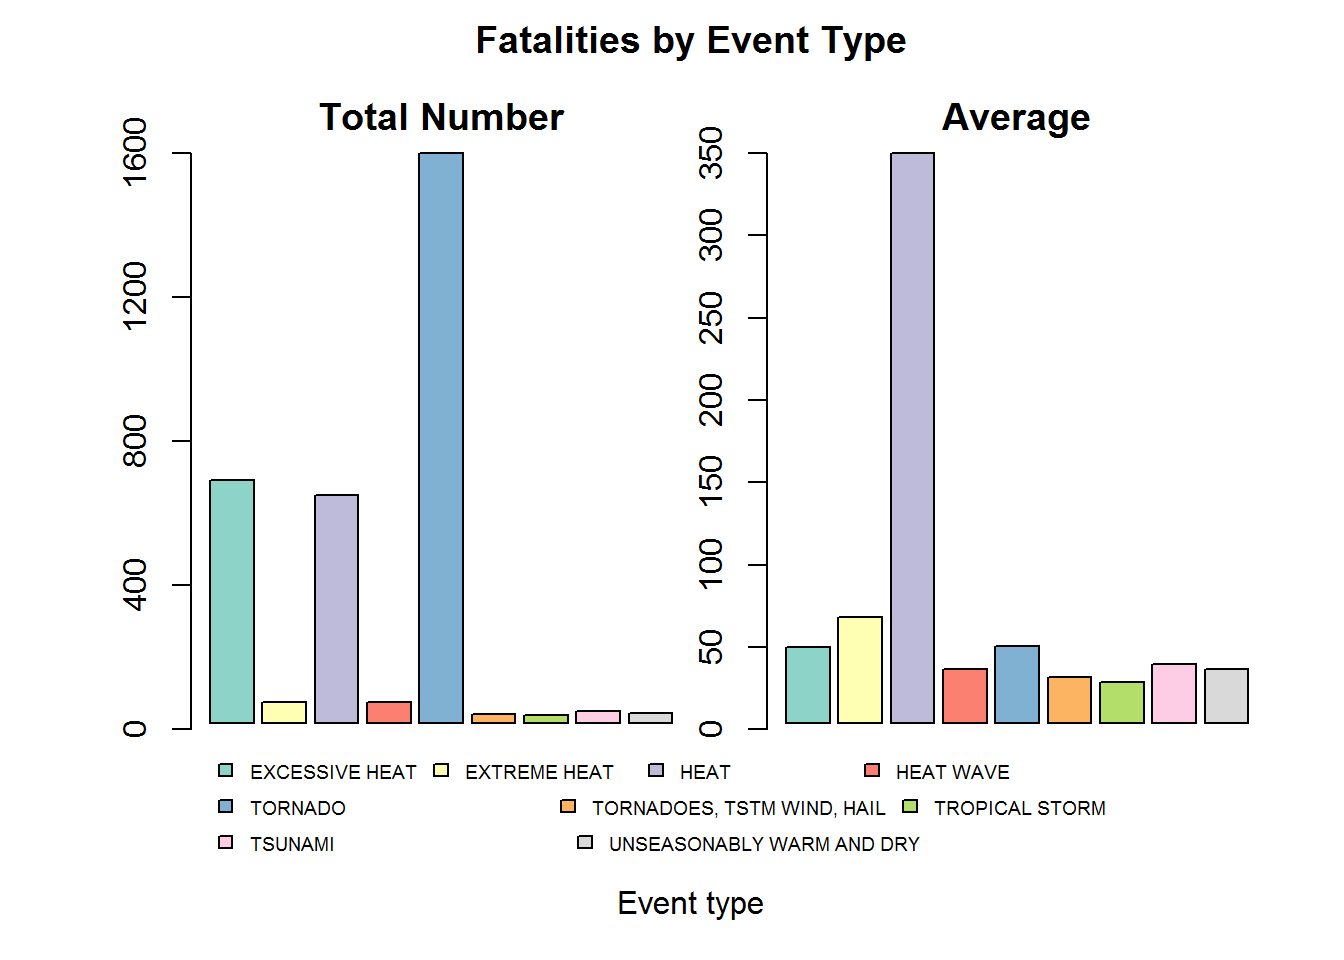 Fatalities by Event Type
Total Number
1600
1200
800
400
0
Average
350
300
250
200
150
100
50
0
EXCESSIVE HEAT EXTREME HEAT HEAT HEAT WAVE
TORNADO TORNADOES, TSTM WIND, HAIL TROPICAL STORM
TSUNAMI UNSEASONABLY WARM AND DRY
Event type